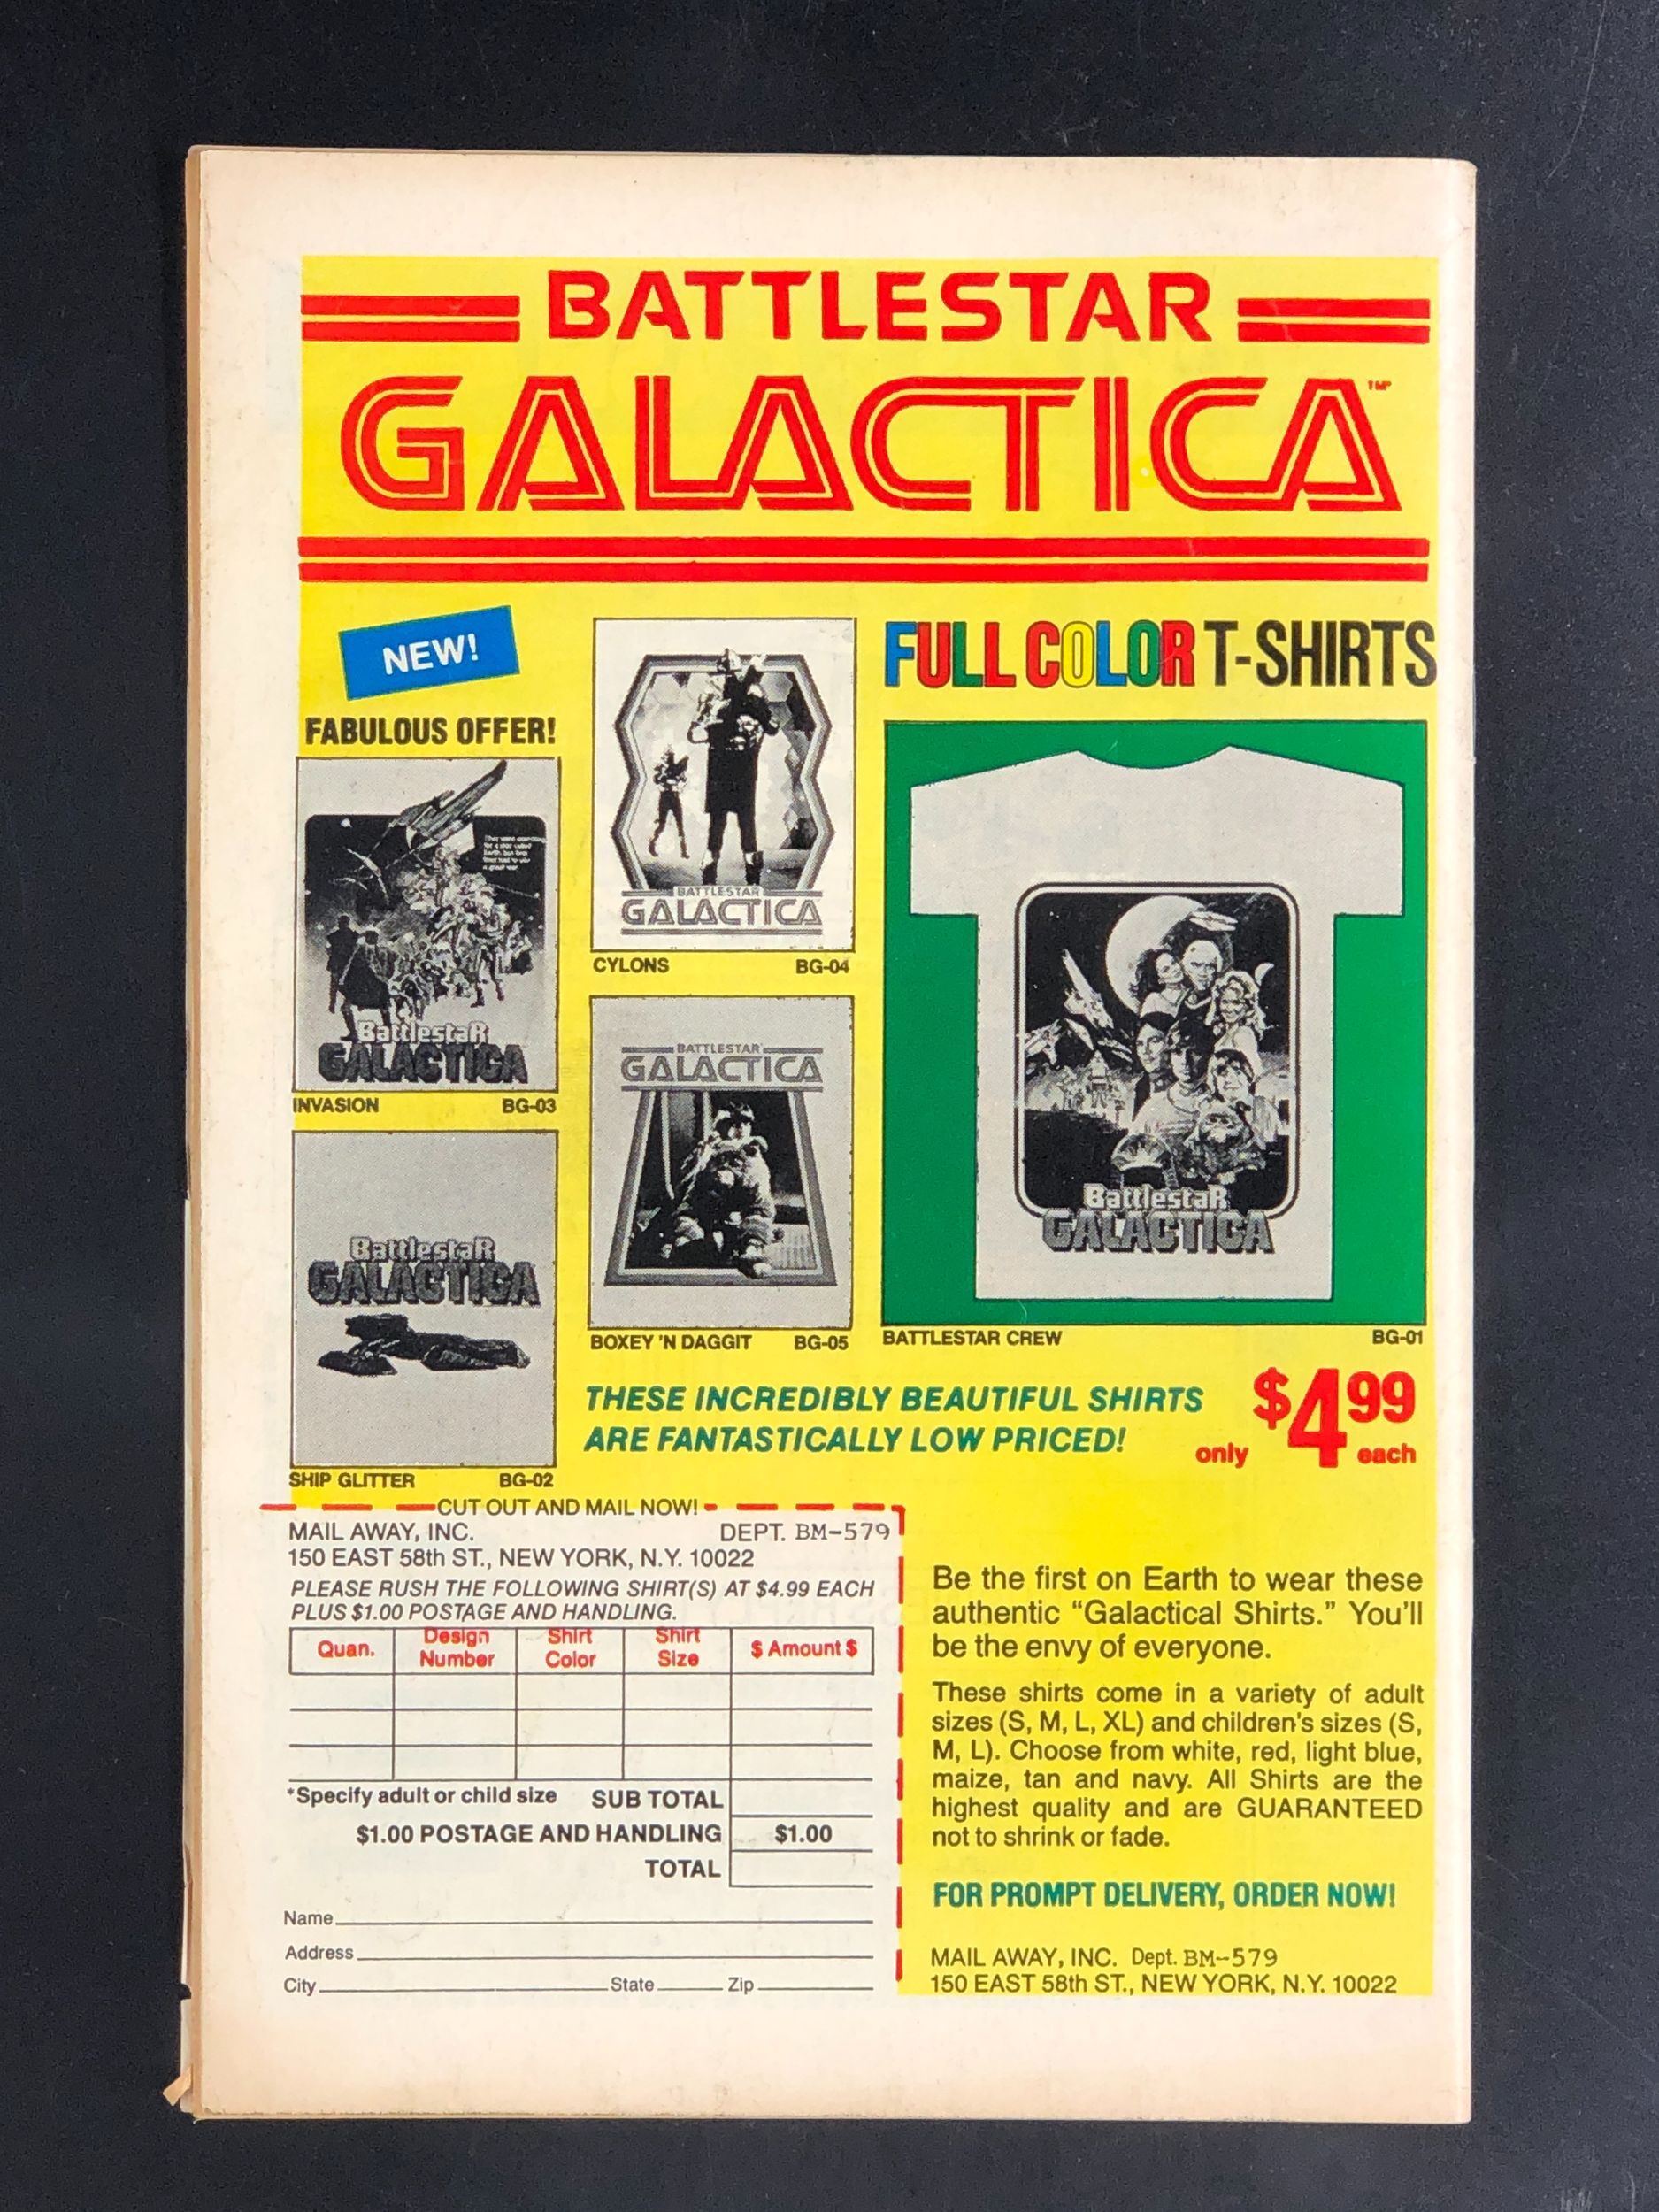 BATTLESTAR
GALACTICA™
NEW!
FABULOUS OFFER!
FULL COLOR T-SHIRTS
for a star called
Earth, but first
a great war.
BattlestaR
GALACTICA
INVASION BG-03
BATTLESTAR
GALACTICA
CYLONS BG-04
BattlestaR
GALACTICA
SHIP GLITTER BG-02
BATTLESTAR
GALACTICA
BOXEY 'N DAGGIT BG-05
BattlestaR
GALACTICA
BATTLESTAR CREW BG-01
THESE INCREDIBLY BEAUTIFUL SHIRTS
ARE FANTASTICALLY LOW PRICED!
only $4.99 each
CUT OUT AND MAIL NOW!
MAIL AWAY, INC. DEPT. BM-579
150 EAST 58th ST., NEW YORK, N.Y. 10022
PLEASE RUSH THE FOLLOWING SHIRT(S) AT $4.99 EACH
PLUS $1.00 POSTAGE AND HANDLING.
Quan. Design Number Shirt Color Shirt Size $ Amount $
*Specify adult or child size SUB TOTAL
$1.00 POSTAGE AND HANDLING $1.00
TOTAL
Name
Address
City State Zip
Be the first on Earth to wear these
authentic “Galactical Shirts.” You'll
be the envy of everyone.
These shirts come in a variety of adult
sizes (S, M, L, XL) and children's sizes (S,
M, L). Choose from white, red, light blue,
maize, tan and navy. All Shirts are the
highest quality and are GUARANTEED
not to shrink or fade.
FOR PROMPT DELIVERY, ORDER NOW!
MAIL AWAY, INC. Dept. BM-579
150 EAST 58th ST., NEW YORK, N.Y. 10022